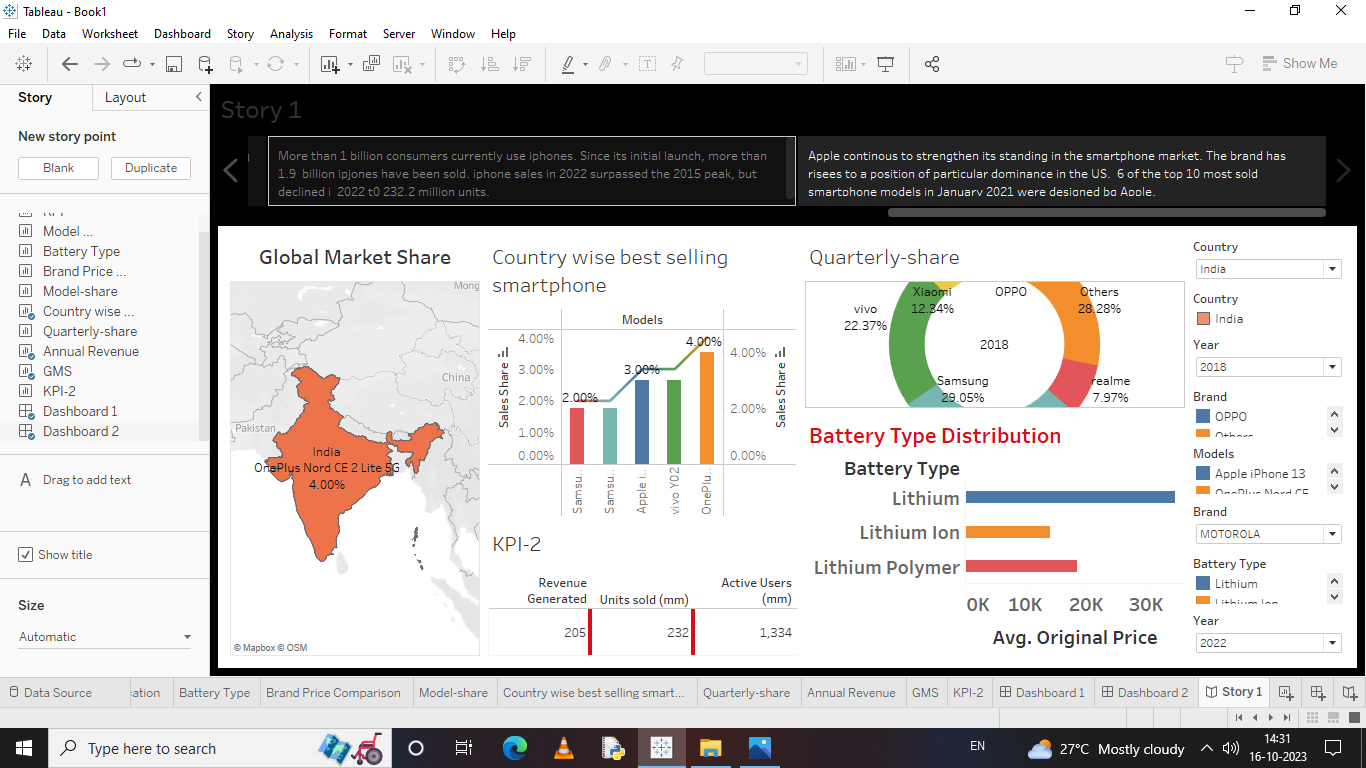 Tableau - Book1
File Data Worksheet Dashboard Story Analysis Format Server Window Help
Show Me
Story Layout
New story point
Blank Duplicate
Model ...
Battery Type
Brand Price ...
Model-share
Country wise ...
Quarterly-share
Annual Revenue
GMS
KPI-2
Dashboard 1
Dashboard 2
Drag to add text
Show title
Size
Automatic
Story 1
More than 1 billion consumers currently use iphones. Since its initial launch, more than
1.9 billion ipjones have been sold. iphone sales in 2022 surpassed the 2015 peak, but
declined i 2022 t0 232.2 million units.
Apple continous to strengthen its standing in the smartphone market. The brand has
risees to a position of particular dominance in the US. 6 of the top 10 most sold
smartphone models in January 2021 were designed bg Apple.
Global Market Share
Mong
China
Pakistan
India
OnePlus Nord CE 2 Lite 5G
4.00%
© Mapbox © OSM
Country wise best selling
smartphone
Models
Sales Share
4.00%
3.00%
2.00%
1.00%
0.00%
2.00%
3.00%
4.00%
4.00%
2.00%
0.00%
Sales Share
Samsu..
Samsu..
Apple i..
vivo Y02
OnePlu..
KPI-2
Revenue
Generated
Units sold (mm)
Active Users
(mm)
205 232 1,334
Quarterly-share
Xiaomi
12.34%
OPPO
Others
28.28%
vivo
22.37%
2018
Samsung
29.05%
realme
7.97%
Battery Type Distribution
Battery Type
Lithium
Lithium Ion
Lithium Polymer
0K 10K 20K 30K
Avg. Original Price
Country
India
Country
India
Year
2018
Brand
OPPO
Others
Models
Apple iPhone 13
OnePlus Nord CE
Brand
MOTOROLA
Battery Type
Lithium
Lithium Ion
Year
2022
Data Source cation Battery Type Brand Price Comparison Model-share Country wise best selling smart... Quarterly-share Annual Revenue GMS KPI-2 Dashboard 1 Dashboard 2 Story 1
Type here to search
EN
27°C Mostly cloudy
14:31
16-10-2023